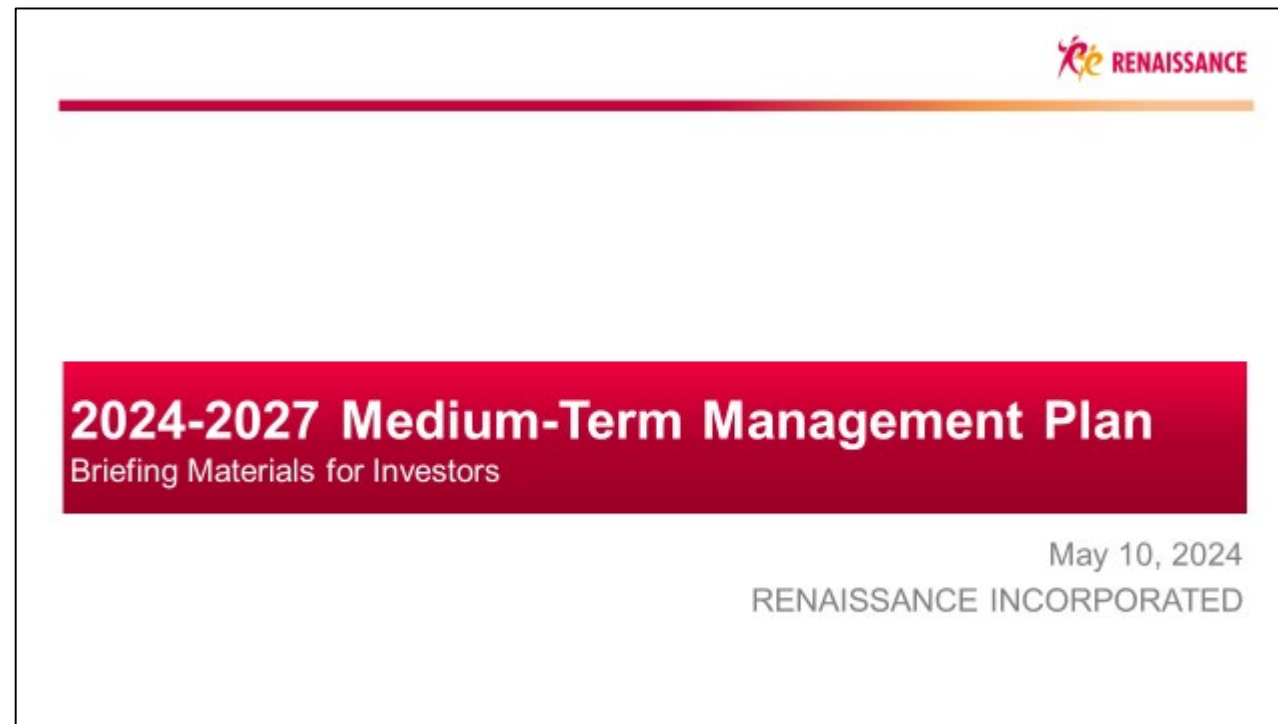 RENAISSANCE
2024-2027 Medium-Term Management Plan
Briefing Materials for Investors
May 10, 2024
RENAISSANCE INCORPORATED